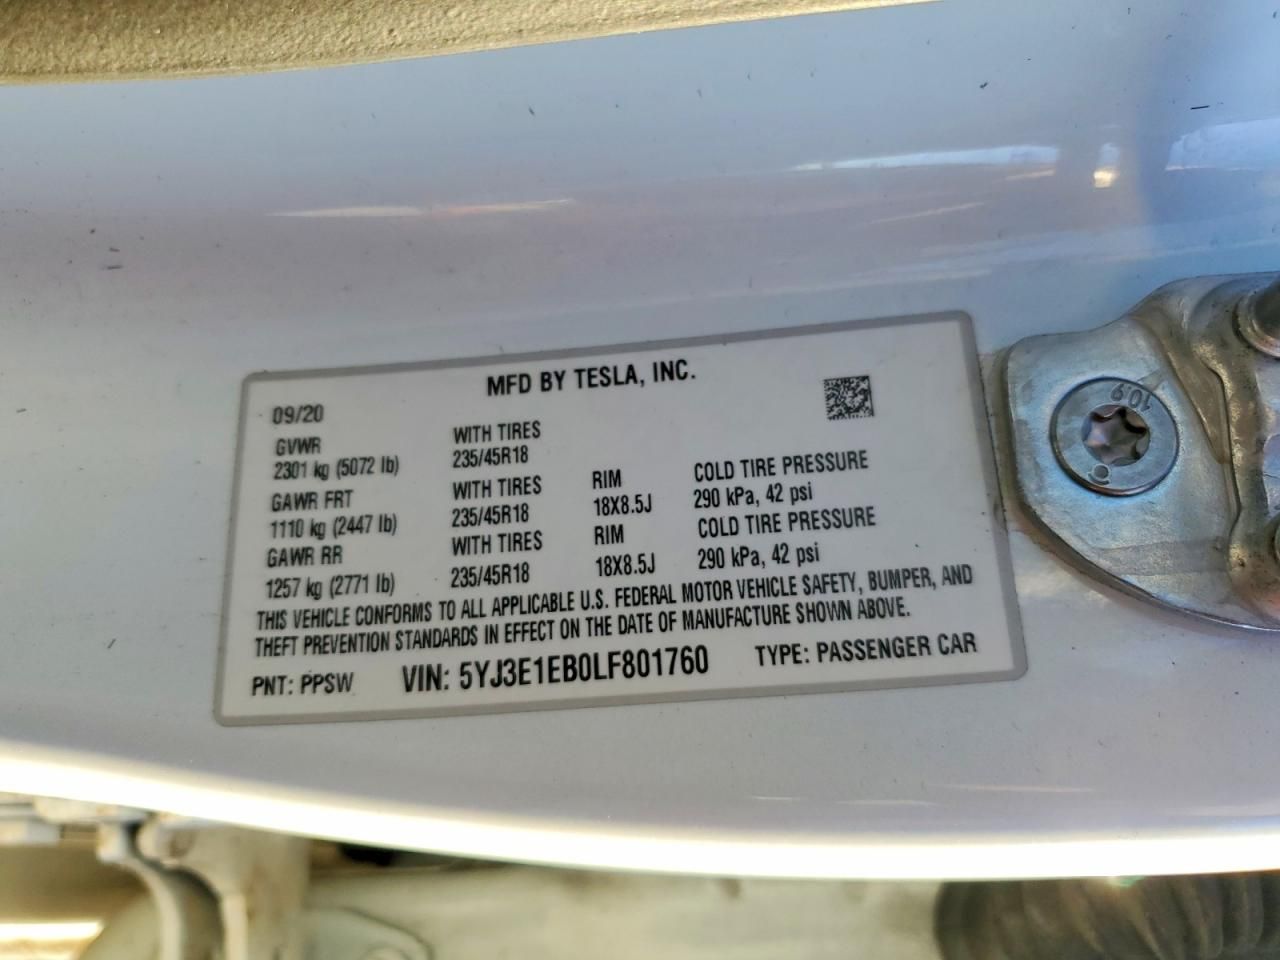 MFD BY TESLA, INC.
09/20
GVWR WITH TIRES
2301 kg (5072 lb) 235/45R18
GAWR FRT WITH TIRES RIM COLD TIRE PRESSURE
1110 kg (2447 lb) 235/45R18 18X8.5J 290 kPa, 42 psi
GAWR RR WITH TIRES RIM COLD TIRE PRESSURE
1257 kg (2771 lb) 235/45R18 18X8.5J 290 kPa, 42 psi
THIS VEHICLE CONFORMS TO ALL APPLICABLE U.S. FEDERAL MOTOR VEHICLE SAFETY, BUMPER, AND
THEFT PREVENTION STANDARDS IN EFFECT ON THE DATE OF MANUFACTURE SHOWN ABOVE.
PNT: PPSW VIN: 5YJ3E1EB0LF801760 TYPE: PASSENGER CAR
10.9